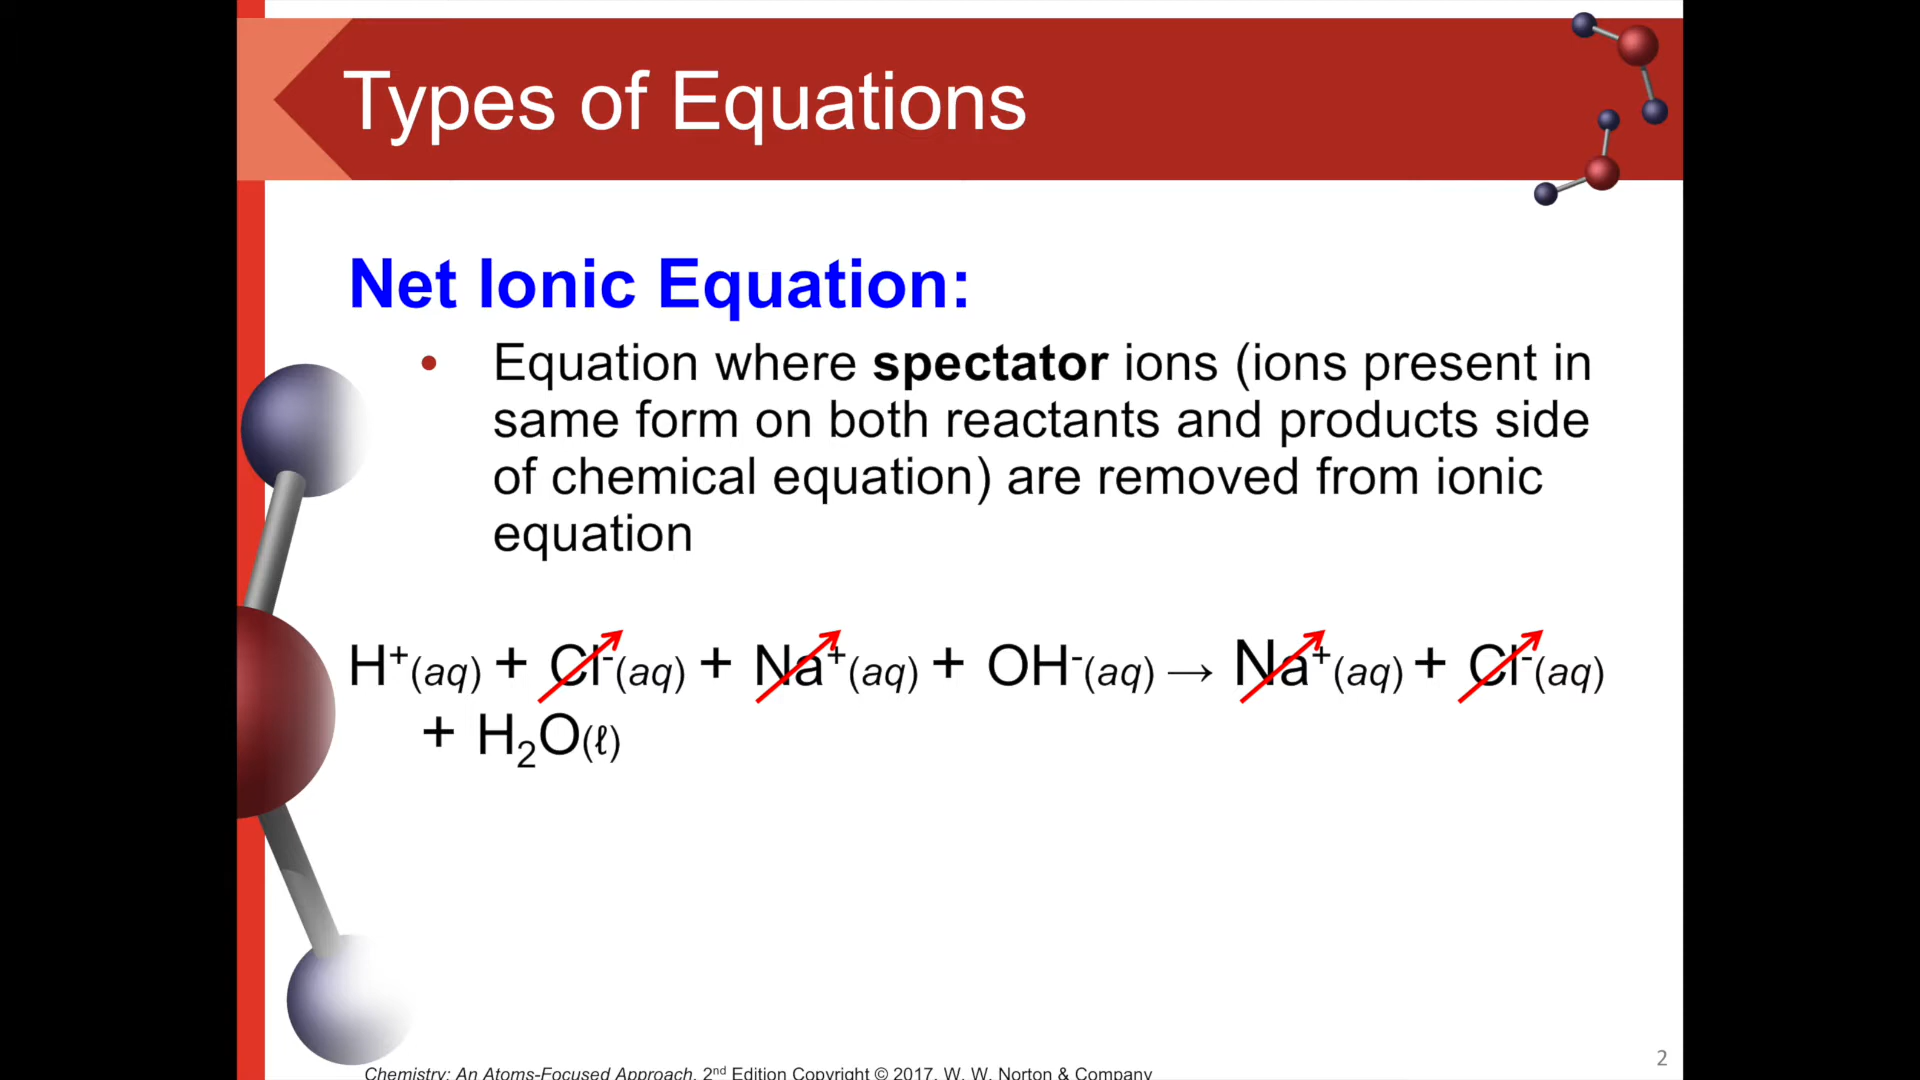 Types of Equations
Net Ionic Equation:
• Equation where spectator ions (ions present in
same form on both reactants and products side
of chemical equation) are removed from ionic
equation
H⁺(aq) + Cl⁻(aq) + Na⁺(aq) + OH⁻(aq) → Na⁺(aq) + Cl⁻(aq)
+ H₂O(ℓ)
2
Chemistry: An Atoms-Focused Approach, 2nd Edition Copyright © 2017, W. W. Norton & Company